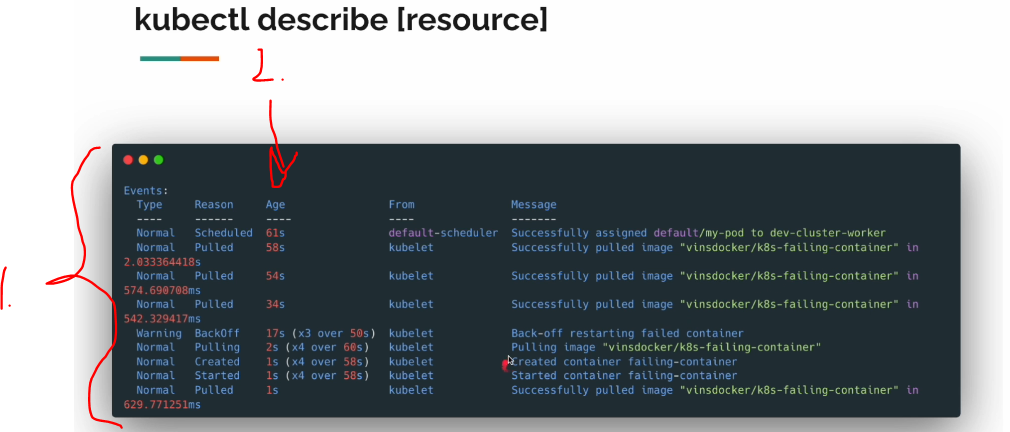 kubectl describe [resource]
2.
1.
Events:
Type Reason Age From Message
---- ------ ---- ---- -------
Normal Scheduled 61s default-scheduler Successfully assigned default/my-pod to dev-cluster-worker
Normal Pulled 58s kubelet Successfully pulled image "vinsdocker/k8s-failing-container" in
2.033364418s
Normal Pulled 54s kubelet Successfully pulled image "vinsdocker/k8s-failing-container" in
574.690708ms
Normal Pulled 34s kubelet Successfully pulled image "vinsdocker/k8s-failing-container" in
542.329417ms
Warning BackOff 17s (x3 over 50s) kubelet Back-off restarting failed container
Normal Pulling 2s (x4 over 60s) kubelet Pulling image "vinsdocker/k8s-failing-container"
Normal Created 1s (x4 over 58s) kubelet Created container failing-container
Normal Started 1s (x4 over 58s) kubelet Started container failing-container
Normal Pulled 1s kubelet Successfully pulled image "vinsdocker/k8s-failing-container" in
629.771251ms